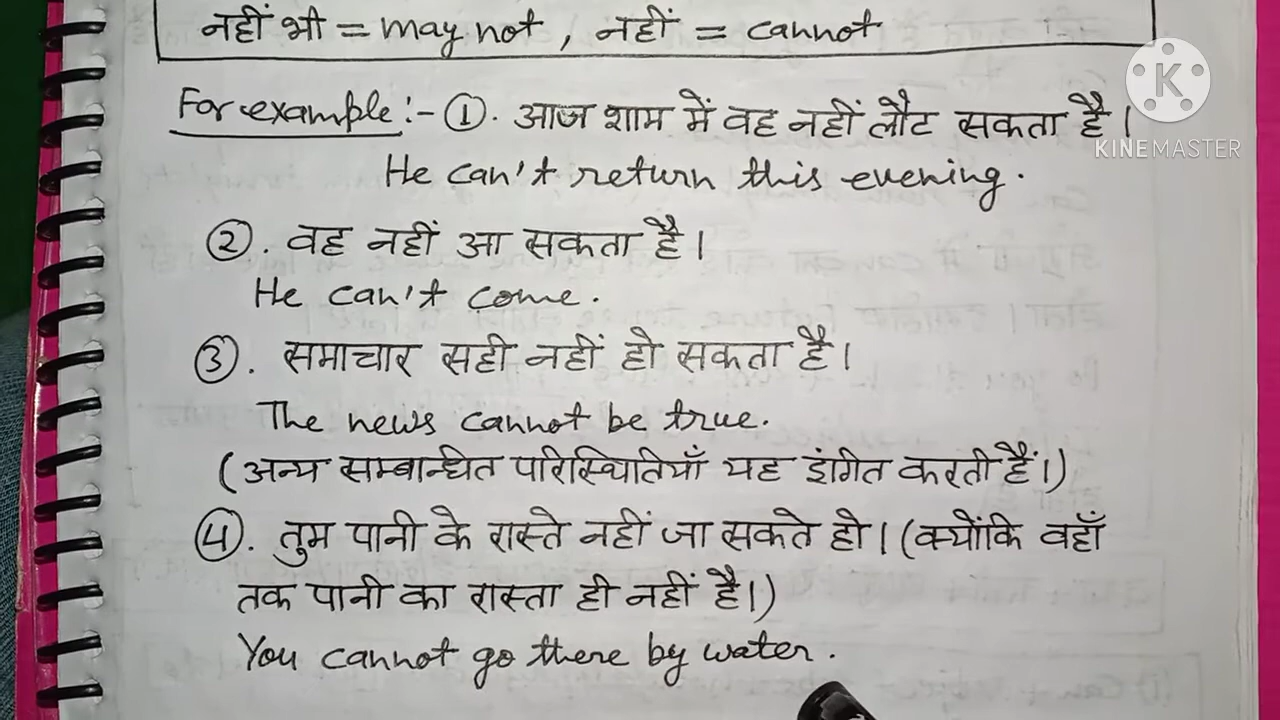 नहीं भी = may not, नहीं = cannot
For example :- ①. आज शाम में वह नहीं लौट सकता है।
He can't return this evening.
②. वह नहीं आ सकता है।
He can't come.
③. समाचार सही नहीं हो सकता है।
The news cannot be true.
(अन्य सम्बान्धित परिस्थितियाँ यह इंगित करती हैं।)
④. तुम पानी के रास्ते नहीं जा सकते हो। (क्योंकि वहाँ
तक पानी का रास्ता ही नहीं है।)
You cannot go there by water.
K
KINEMASTER